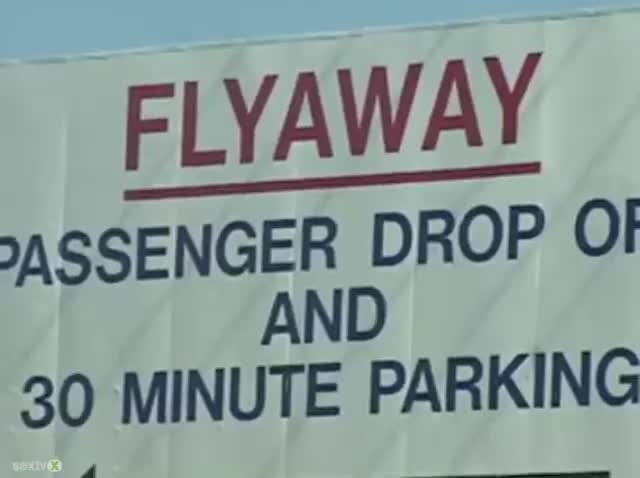 FLYAWAY
PASSENGER DROP OF
AND
30 MINUTE PARKING